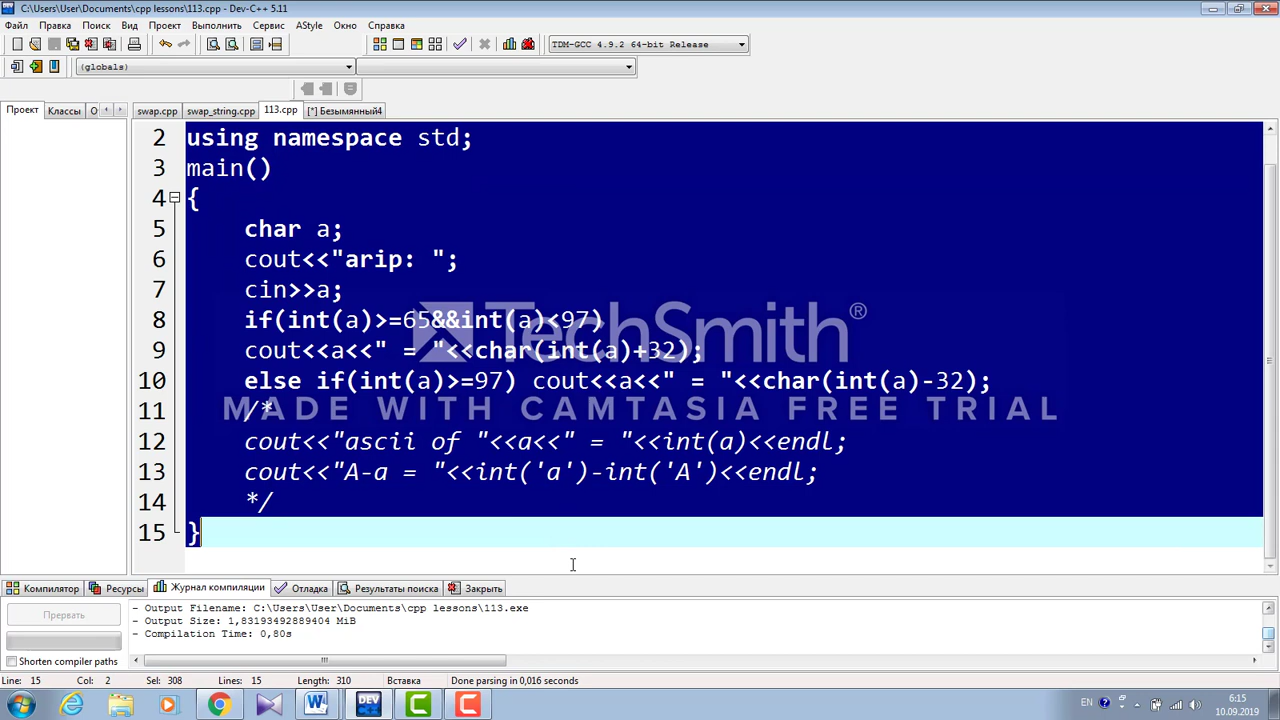 C:\Users\User\Documents\cpp lessons\113.cpp - Dev-C++ 5.11
Файл Правка Поиск Вид Проект Выполнить Сервис AStyle Окно Справка
TDM-GCC 4.9.2 64-bit Release
(globals)
Проект Классы О swap.cpp swap_string.cpp 113.cpp [*] Безымянный4
2 using namespace std;
3 main()
4 {
5 char a;
6 cout<<"arip: ";
7 cin>>a;
8 if(int(a)>=65&&int(a)<97)
9 cout<<a<<" = "<<char(int(a)+32);
10 else if(int(a)>=97) cout<<a<<" = "<<char(int(a)-32);
11 /*
12 cout<<"ascii of "<<a<<" = "<<int(a)<<endl;
13 cout<<"A-a = "<<int('a')-int('A')<<endl;
14 */
15 }
TechSmith®
MADE WITH CAMTASIA FREE TRIAL
Компилятор Ресурсы Журнал компиляции Отладка Результаты поиска Закрыть
Прервать
Shorten compiler paths
- Output Filename: C:\Users\User\Documents\cpp lessons\113.exe
- Output Size: 1,83193492889404 MiB
- Compilation Time: 0,80s
Line: 15 Col: 2 Sel: 308 Lines: 15 Length: 310 Вставка Done parsing in 0,016 seconds
DEV C++
EN 6:15
10.09.2019